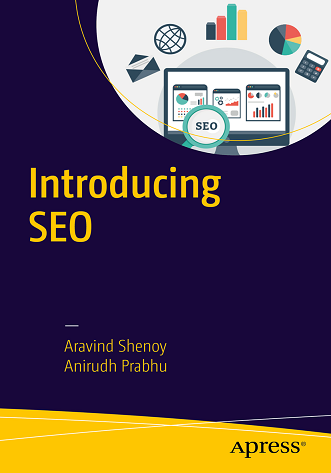 SEO
Introducing
SEO
Aravind Shenoy
Anirudh Prabhu
Apress®